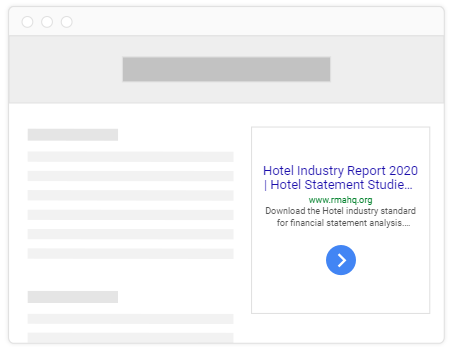 Hotel Industry Report 2020
| Hotel Statement Studie...
www.rmahq.org
Download the Hotel industry standard
for financial statement analysis....